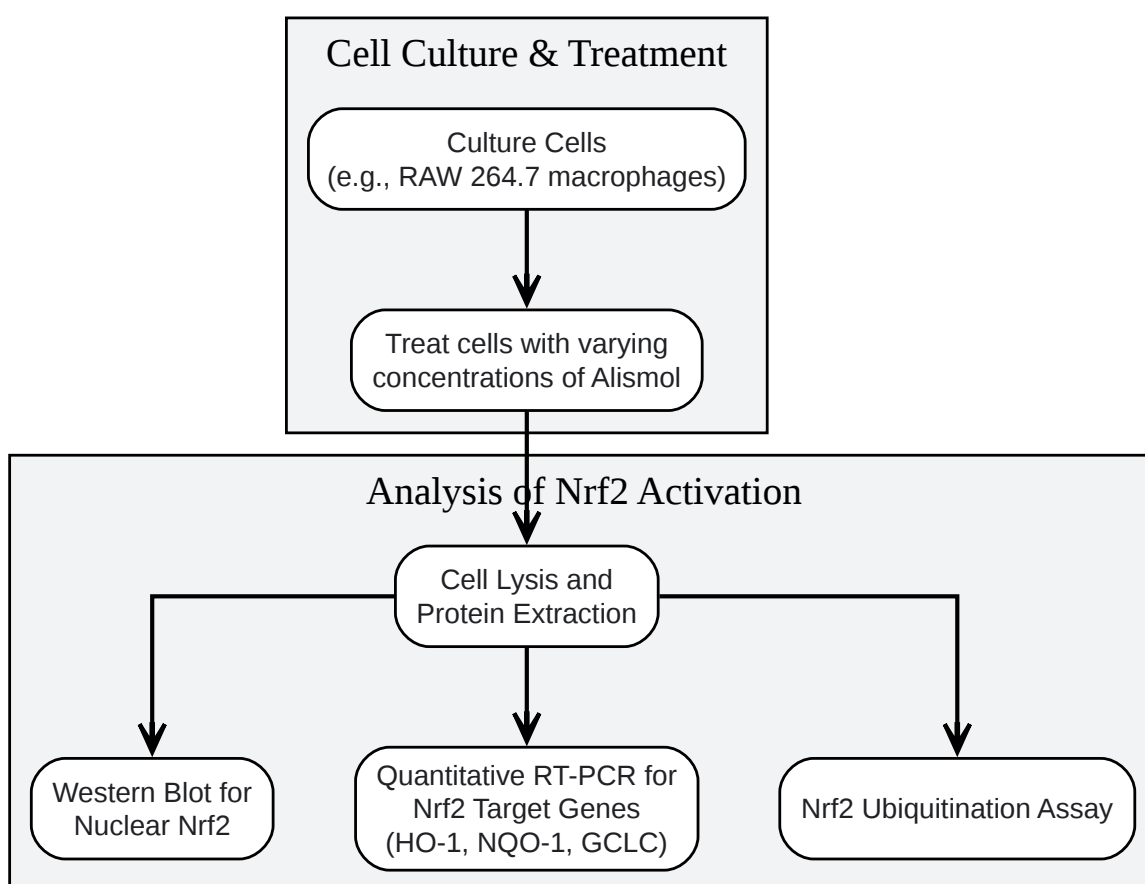 Cell Culture & Treatment
Culture Cells
(e.g., RAW 264.7 macrophages)
Treat cells with varying
concentrations of Alismol
Analysis of Nrf2 Activation
Cell Lysis and
Protein Extraction
Western Blot for
Nuclear Nrf2
Quantitative RT-PCR for
Nrf2 Target Genes
(HO-1, NQO-1, GCLC)
Nrf2 Ubiquitination Assay